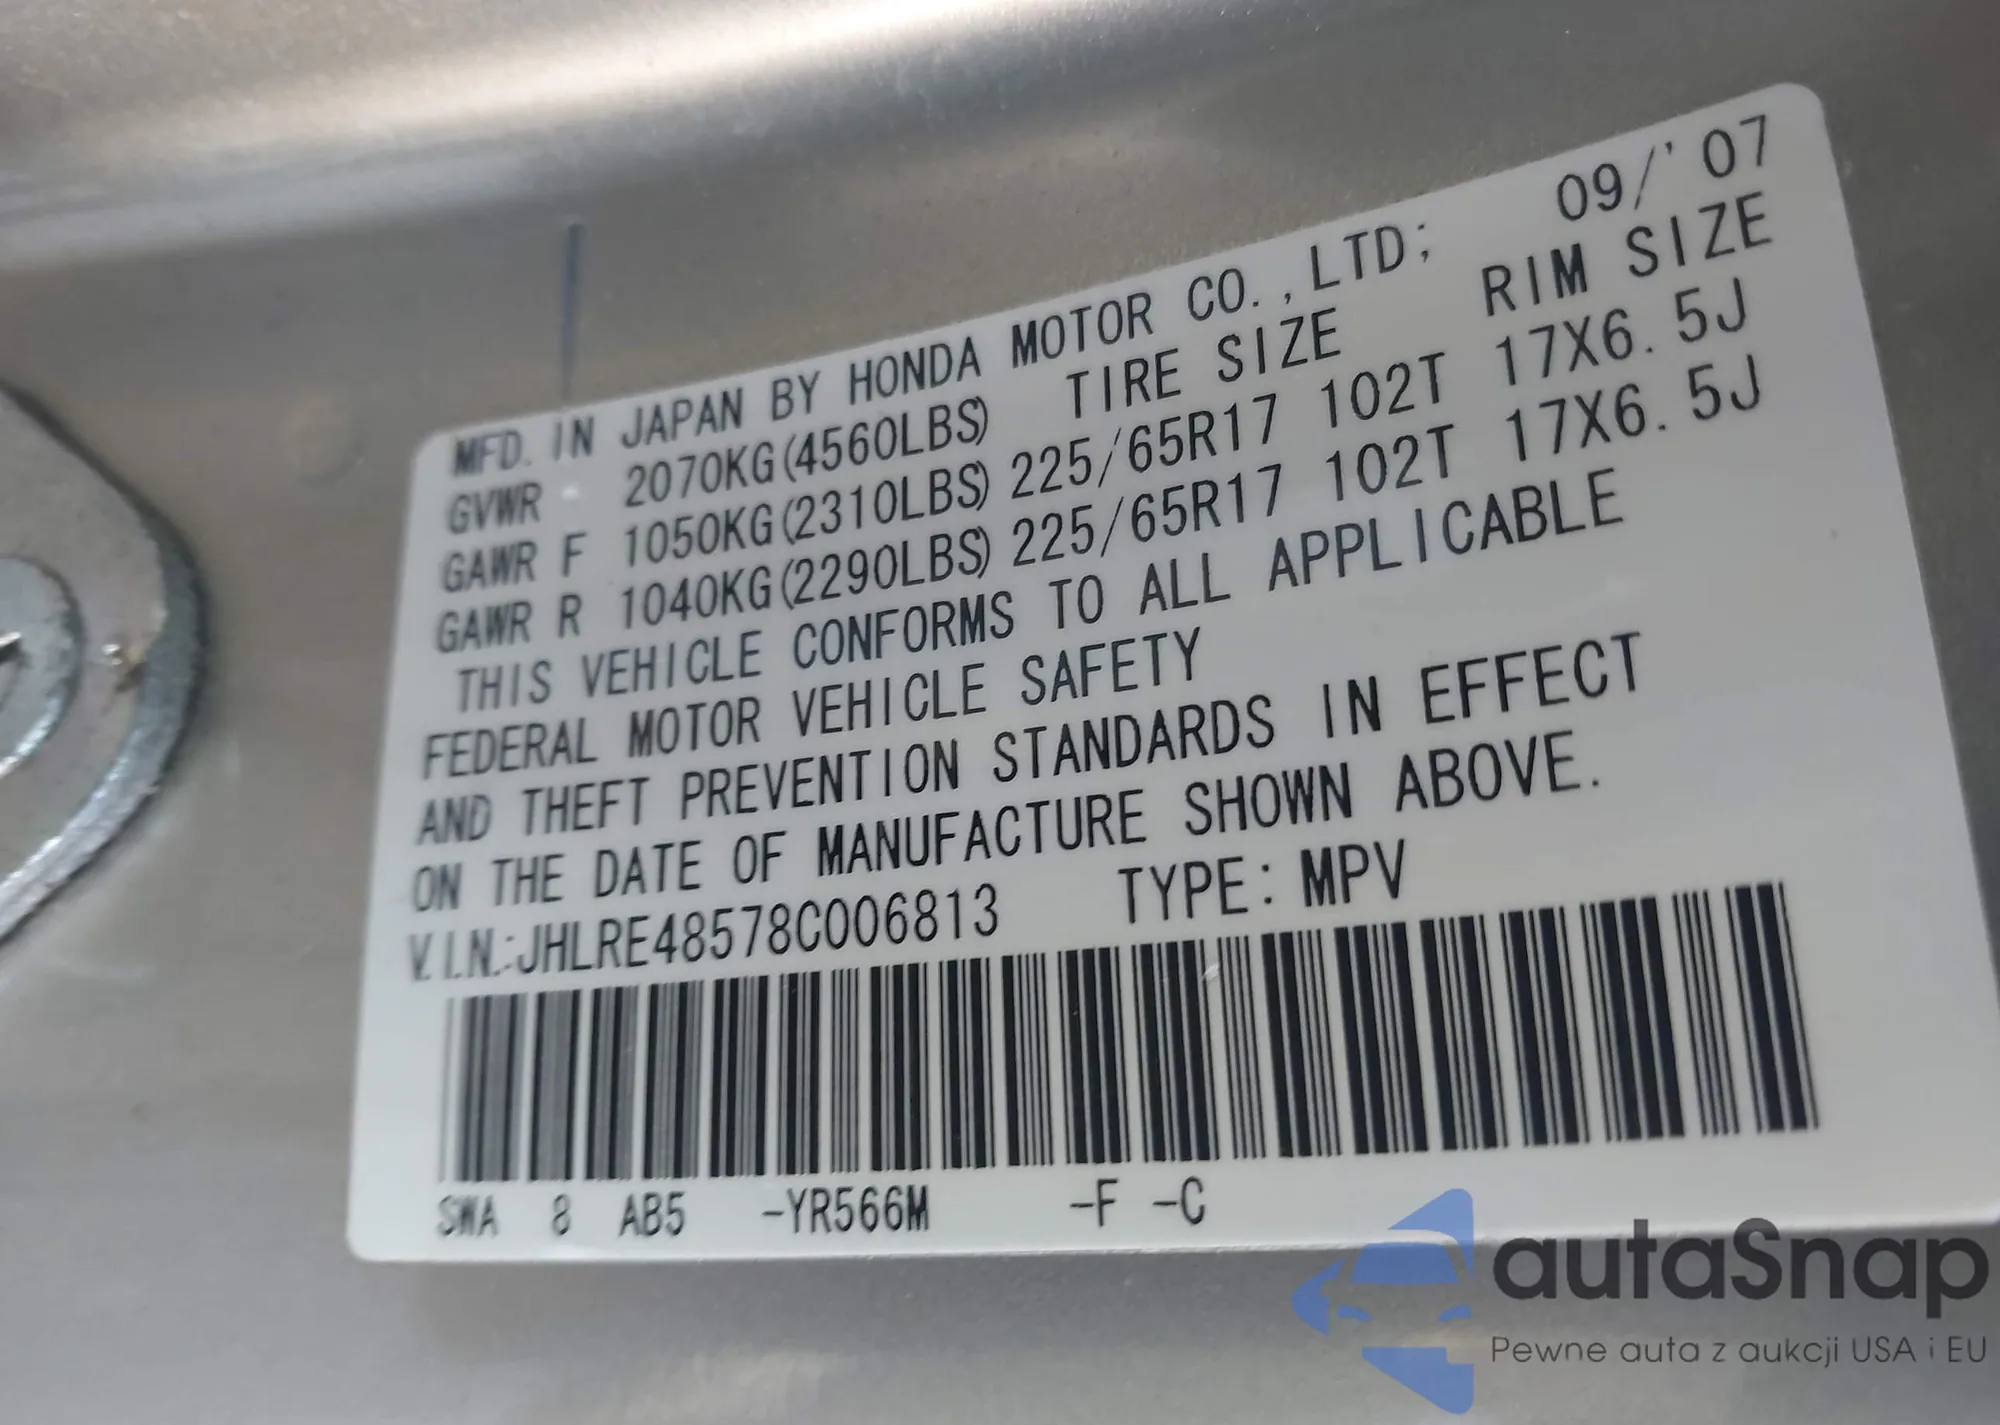 MFD. IN JAPAN BY HONDA MOTOR CO.,LTD; 09/'07
GVWR 2070KG(4560LBS) TIRE SIZE RIM SIZE
GAWR F 1050KG(2310LBS) 225/65R17 102T 17X6.5J
GAWR R 1040KG(2290LBS) 225/65R17 102T 17X6.5J
THIS VEHICLE CONFORMS TO ALL APPLICABLE
FEDERAL MOTOR VEHICLE SAFETY
AND THEFT PREVENTION STANDARDS IN EFFECT
ON THE DATE OF MANUFACTURE SHOWN ABOVE.
V.I.N.:JHLRE48578C006813 TYPE: MPV
SWA 8 AB5 -YR566M -F -C
autaSnap
Pewne auta z aukcji USA i EU